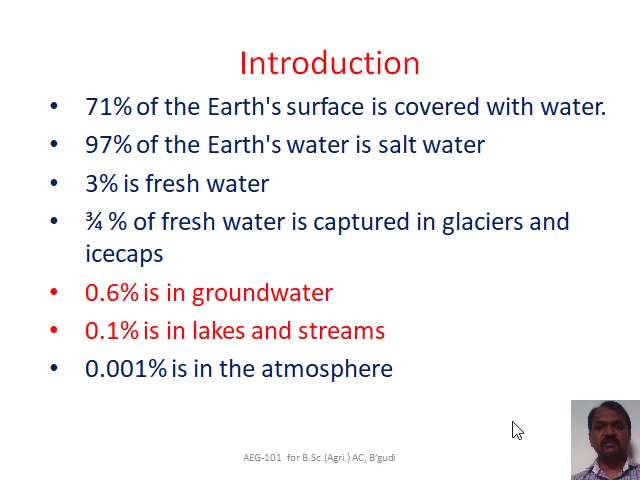 Introduction
• 71% of the Earth's surface is covered with water.
• 97% of the Earth's water is salt water
• 3% is fresh water
• ¾ % of fresh water is captured in glaciers and
icecaps
• 0.6% is in groundwater
• 0.1% is in lakes and streams
• 0.001% is in the atmosphere
AEG-101 for B.Sc.(Agri.) AC, B'gudi